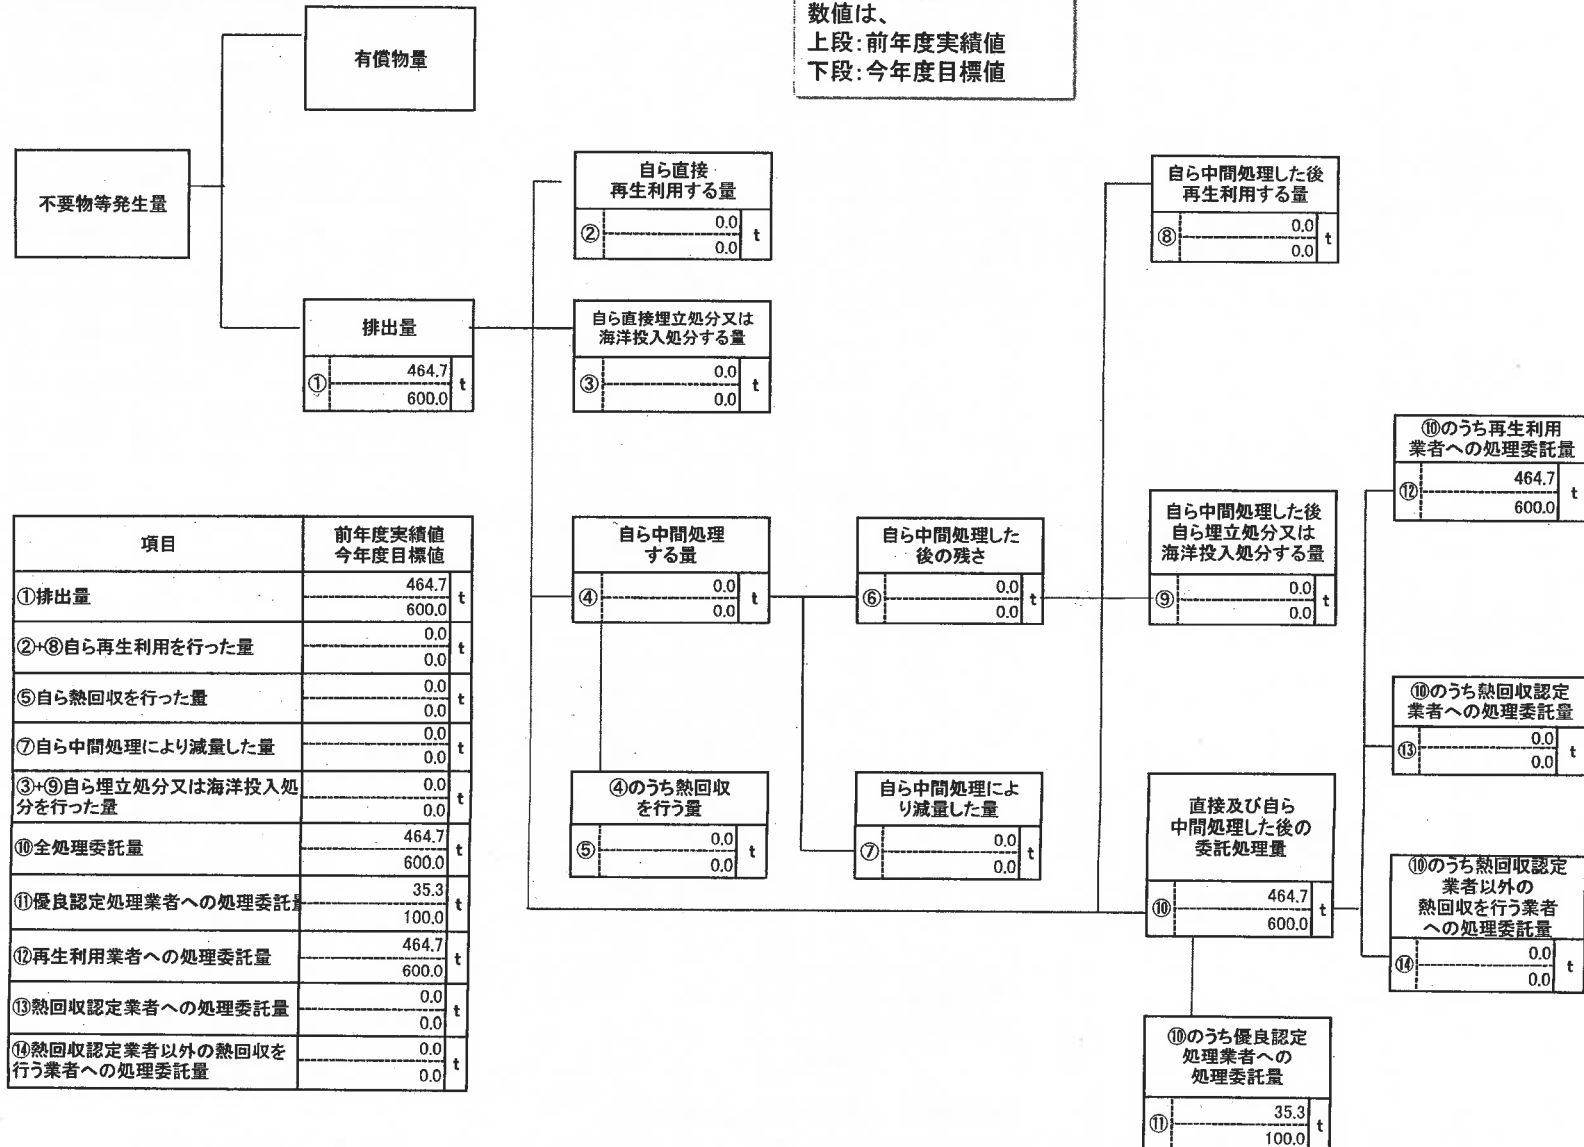 数値は、
上段:前年度実績値
下段:今年度目標値
有償物量
不要物等発生量
排出量
①
464.7
600.0
t
自ら直接
再生利用する量
②
0.0
0.0
t
自ら直接埋立処分又は
海洋投入処分する量
③
0.0
0.0
t
自ら中間処理
する量
④
0.0
0.0
t
④のうち熱回収
を行う量
⑤
0.0
0.0
t
自ら中間処理した
後の残さ
⑥
0.0
0.0
t
自ら中間処理によ
り減量した量
⑦
0.0
0.0
t
自ら中間処理した後
再生利用する量
⑧
0.0
0.0
t
自ら中間処理した後
自ら埋立処分又は
海洋投入処分する量
⑨
0.0
0.0
t
直接及び自ら
中間処理した後の
委託処理量
⑩
464.7
600.0
t
⑩のうち優良認定
処理業者への
処理委託量
⑪
35.3
100.0
t
⑩のうち再生利用
業者への処理委託量
⑫
464.7
600.0
t
⑩のうち熱回収認定
業者への処理委託量
⑬
0.0
0.0
t
⑩のうち熱回収認定
業者以外の
熱回収を行う業者
への処理委託量
⑭
0.0
0.0
t
項目
前年度実績値
今年度目標値
①排出量
464.7
600.0
t
②+⑧自ら再生利用を行った量
0.0
0.0
t
⑤自ら熱回収を行った量
0.0
0.0
t
⑦自ら中間処理により減量した量
0.0
0.0
t
③+⑨自ら埋立処分又は海洋投入処
分を行った量
0.0
0.0
t
⑩全処理委託量
464.7
600.0
t
⑪優良認定処理業者への処理委託量
35.3
100.0
t
⑫再生利用業者への処理委託量
464.7
600.0
t
⑬熱回収認定業者への処理委託量
0.0
0.0
t
⑭熱回収認定業者以外の熱回収を
行う業者への処理委託量
0.0
0.0
t